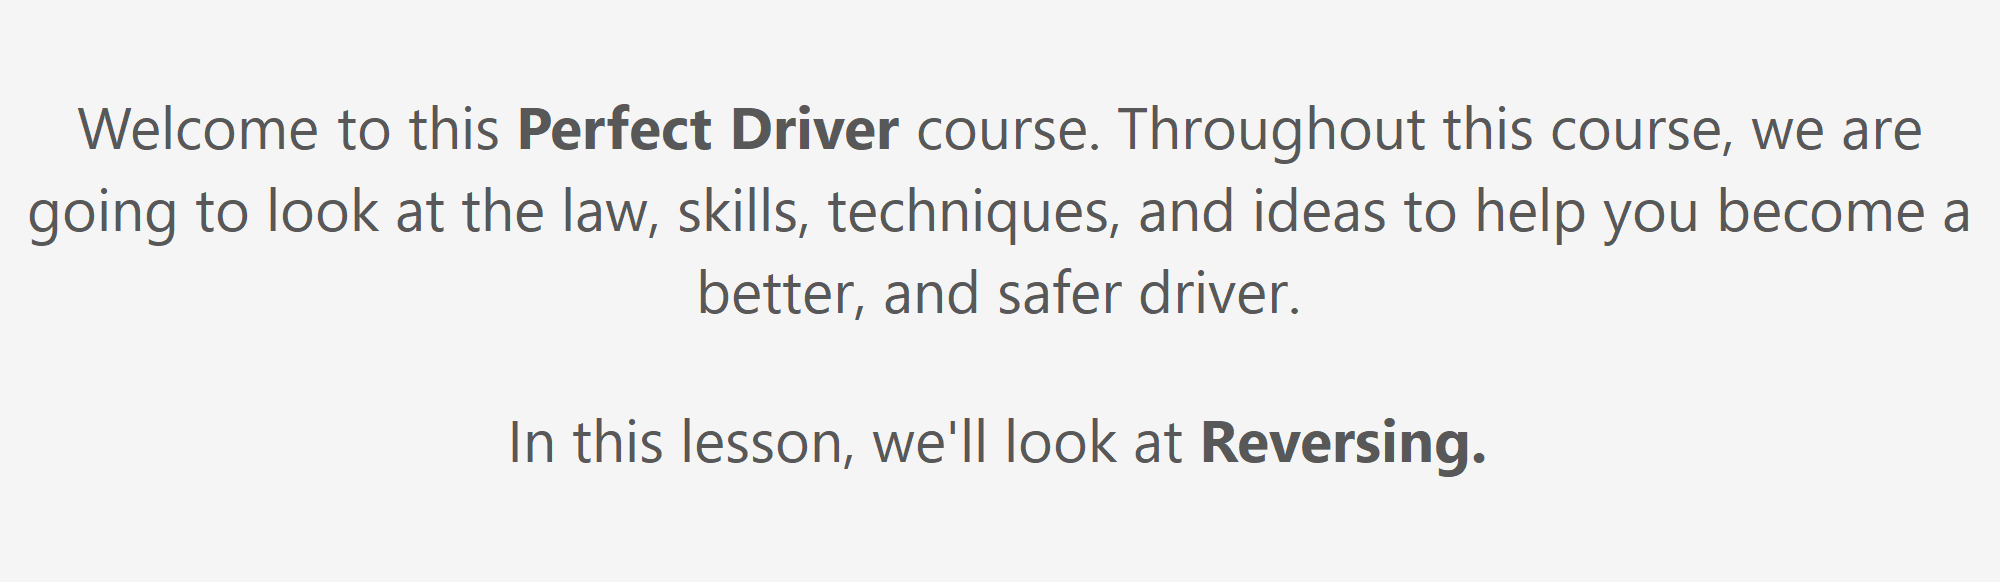 Welcome to this Perfect Driver course. Throughout this course, we are
going to look at the law, skills, techniques, and ideas to help you become a
better, and safer driver.
In this lesson, we'll look at Reversing.